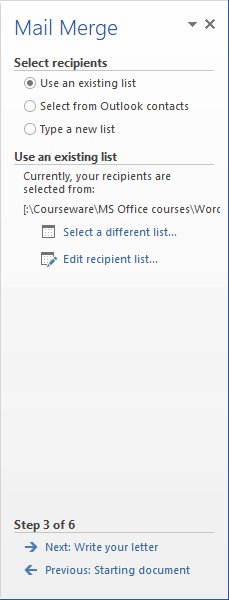 Mail Merge
Select recipients
Use an existing list
Select from Outlook contacts
Type a new list
Use an existing list
Currently, your recipients are
selected from:
[:\Courseware\MS Office courses\Word
Select a different list...
Edit recipient list...
Step 3 of 6
Next: Write your letter
Previous: Starting document